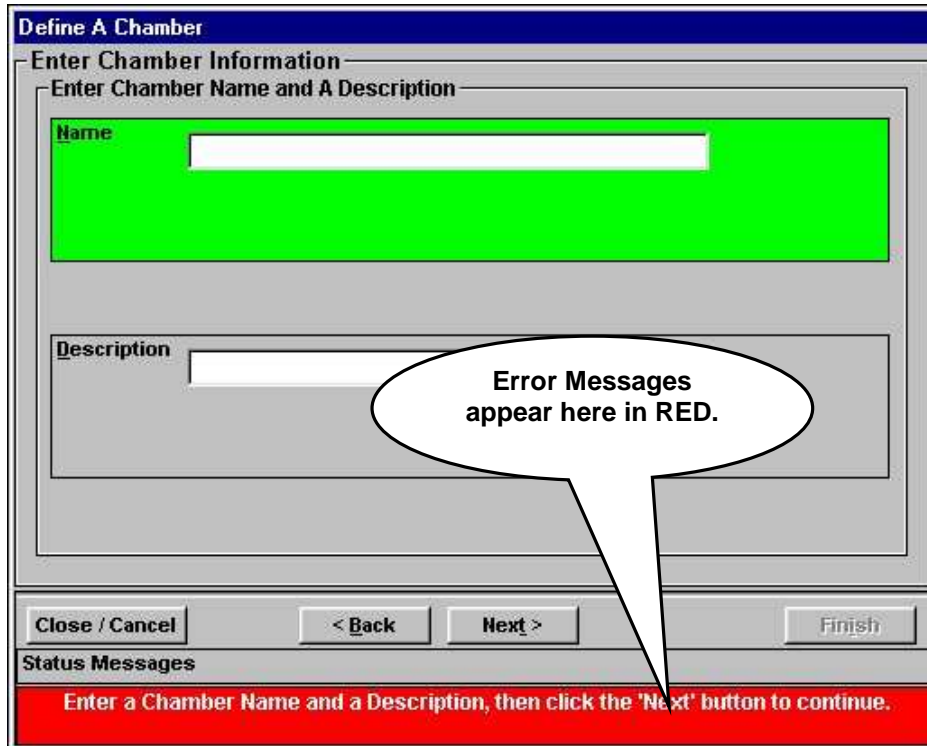 Define A Chamber
Enter Chamber Information
Enter Chamber Name and A Description
Name
Description
Error Messages
appear here in RED.
Close / Cancel
< Back
Next >
Finish
Status Messages
Enter a Chamber Name and a Description, then click the 'Next' button to continue.